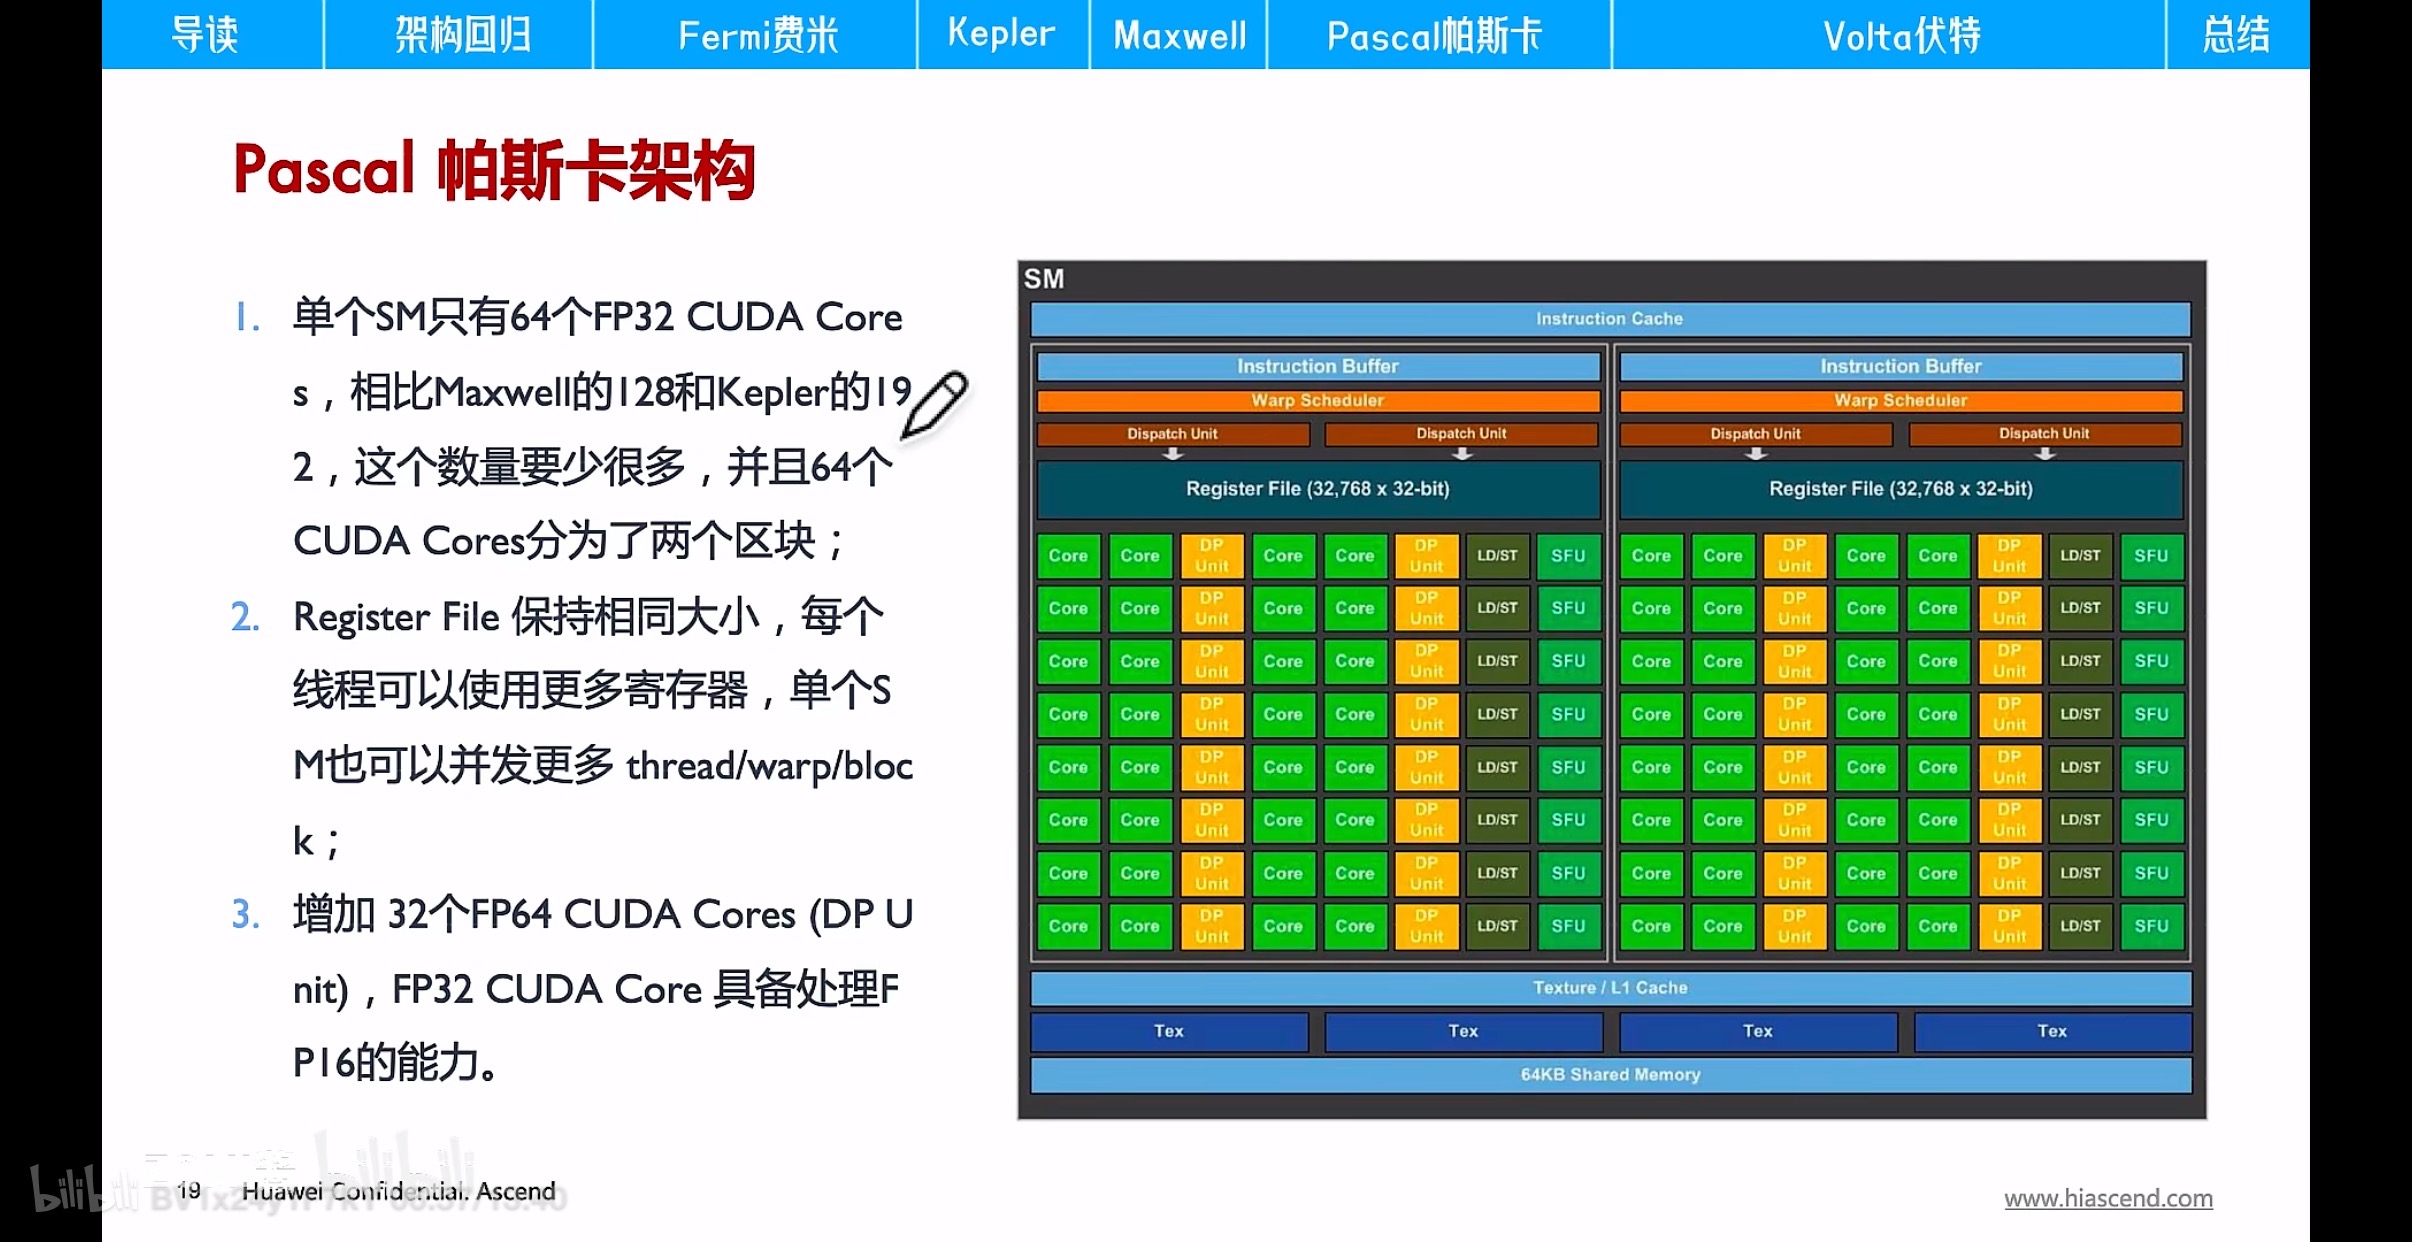 导读 架构回归 Fermi费米 Kepler Maxwell Pascal帕斯卡 Volta伏特 总结
Pascal 帕斯卡架构
1. 单个SM只有64个FP32 CUDA Core
s，相比Maxwell的128和Kepler的19
2，这个数量要少很多，并且64个
CUDA Cores分为了两个区块；
2. Register File 保持相同大小，每个
线程可以使用更多寄存器，单个S
M也可以并发更多 thread/warp/bloc
k；
3. 增加 32个FP64 CUDA Cores (DP U
nit)，FP32 CUDA Core 具备处理F
P16的能力。
SM
Instruction Cache
Instruction Buffer Instruction Buffer
Warp Scheduler Warp Scheduler
Dispatch Unit Dispatch Unit Dispatch Unit Dispatch Unit
Register File (32,768 x 32-bit) Register File (32,768 x 32-bit)
Core Core DP Unit Core Core DP Unit LD/ST SFU Core Core DP Unit Core Core DP Unit LD/ST SFU
Core Core DP Unit Core Core DP Unit LD/ST SFU Core Core DP Unit Core Core DP Unit LD/ST SFU
Core Core DP Unit Core Core DP Unit LD/ST SFU Core Core DP Unit Core Core DP Unit LD/ST SFU
Core Core DP Unit Core Core DP Unit LD/ST SFU Core Core DP Unit Core Core DP Unit LD/ST SFU
Core Core DP Unit Core Core DP Unit LD/ST SFU Core Core DP Unit Core Core DP Unit LD/ST SFU
Core Core DP Unit Core Core DP Unit LD/ST SFU Core Core DP Unit Core Core DP Unit LD/ST SFU
Core Core DP Unit Core Core DP Unit LD/ST SFU Core Core DP Unit Core Core DP Unit LD/ST SFU
Core Core DP Unit Core Core DP Unit LD/ST SFU Core Core DP Unit Core Core DP Unit LD/ST SFU
Texture / L1 Cache
Tex Tex Tex Tex
64KB Shared Memory
bilibili
19 Huawei Confidential. Ascend
www.hiascend.com